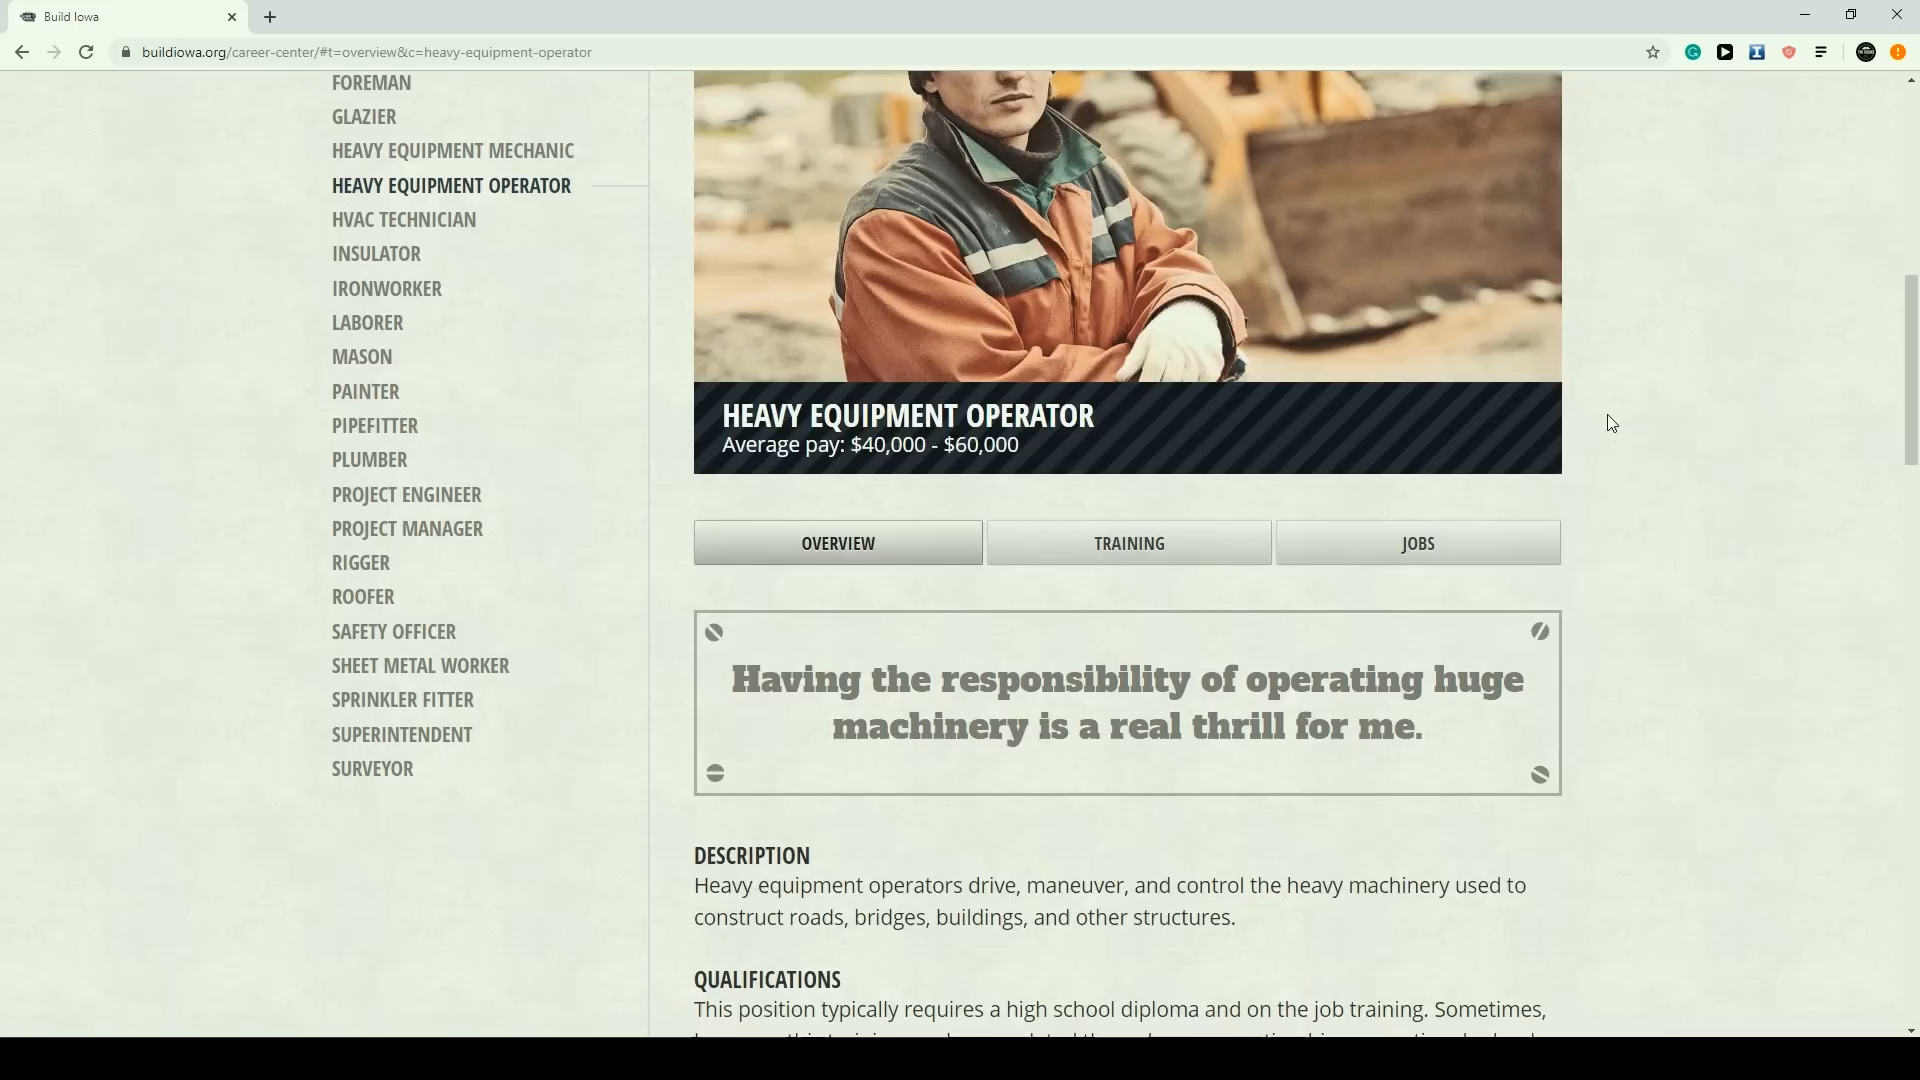 Build Iowa
buildiowa.org/career-center/#t=overview&c=heavy-equipment-operator
FOREMAN
GLAZIER
HEAVY EQUIPMENT MECHANIC
HEAVY EQUIPMENT OPERATOR
HVAC TECHNICIAN
INSULATOR
IRONWORKER
LABORER
MASON
PAINTER
PIPEFITTER
PLUMBER
PROJECT ENGINEER
PROJECT MANAGER
RIGGER
ROOFER
SAFETY OFFICER
SHEET METAL WORKER
SPRINKLER FITTER
SUPERINTENDENT
SURVEYOR
HEAVY EQUIPMENT OPERATOR
Average pay: $40,000 - $60,000
OVERVIEW
TRAINING
JOBS
Having the responsibility of operating huge
machinery is a real thrill for me.
DESCRIPTION
Heavy equipment operators drive, maneuver, and control the heavy machinery used to
construct roads, bridges, buildings, and other structures.
QUALIFICATIONS
This position typically requires a high school diploma and on the job training. Sometimes,